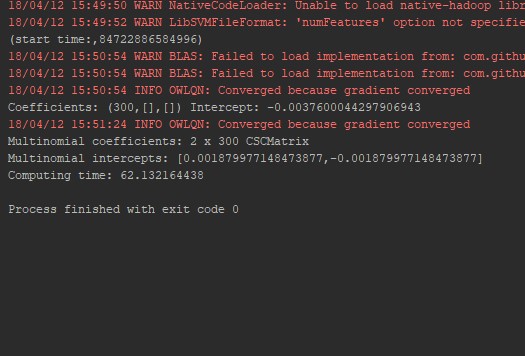 18/04/12 15:49:50 WARN NativeCodeLoader: Unable to load native-hadoop libr
18/04/12 15:49:52 WARN LibSVMFileFormat: 'numFeatures' option not specifie
(start time:,84722886584996)
18/04/12 15:50:54 WARN BLAS: Failed to load implementation from: com.githu
18/04/12 15:50:54 WARN BLAS: Failed to load implementation from: com.githu
18/04/12 15:50:54 INFO OWLQN: Converged because gradient converged
Coefficients: (300,[],[]) Intercept: -0.0037600044297906943
18/04/12 15:51:24 INFO OWLQN: Converged because gradient converged
Multinomial coefficients: 2 x 300 CSCMatrix
Multinomial intercepts: [0.001879977148473877,-0.001879977148473877]
Computing time: 62.132164438
Process finished with exit code 0